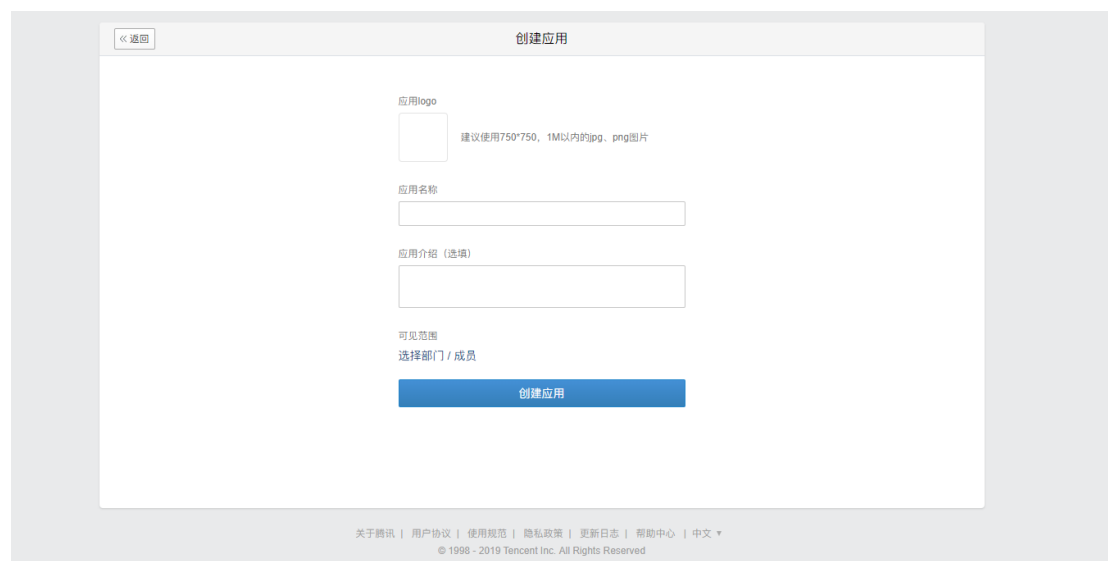 « 返回
创建应用
应用logo
建议使用750*750，1M以内的jpg、png图片
应用名称
应用介绍（选填）
可见范围
选择部门 / 成员
创建应用
关于腾讯 | 用户协议 | 使用规范 | 隐私政策 | 更新日志 | 帮助中心 | 中文 ▼
© 1998 - 2019 Tencent Inc. All Rights Reserved